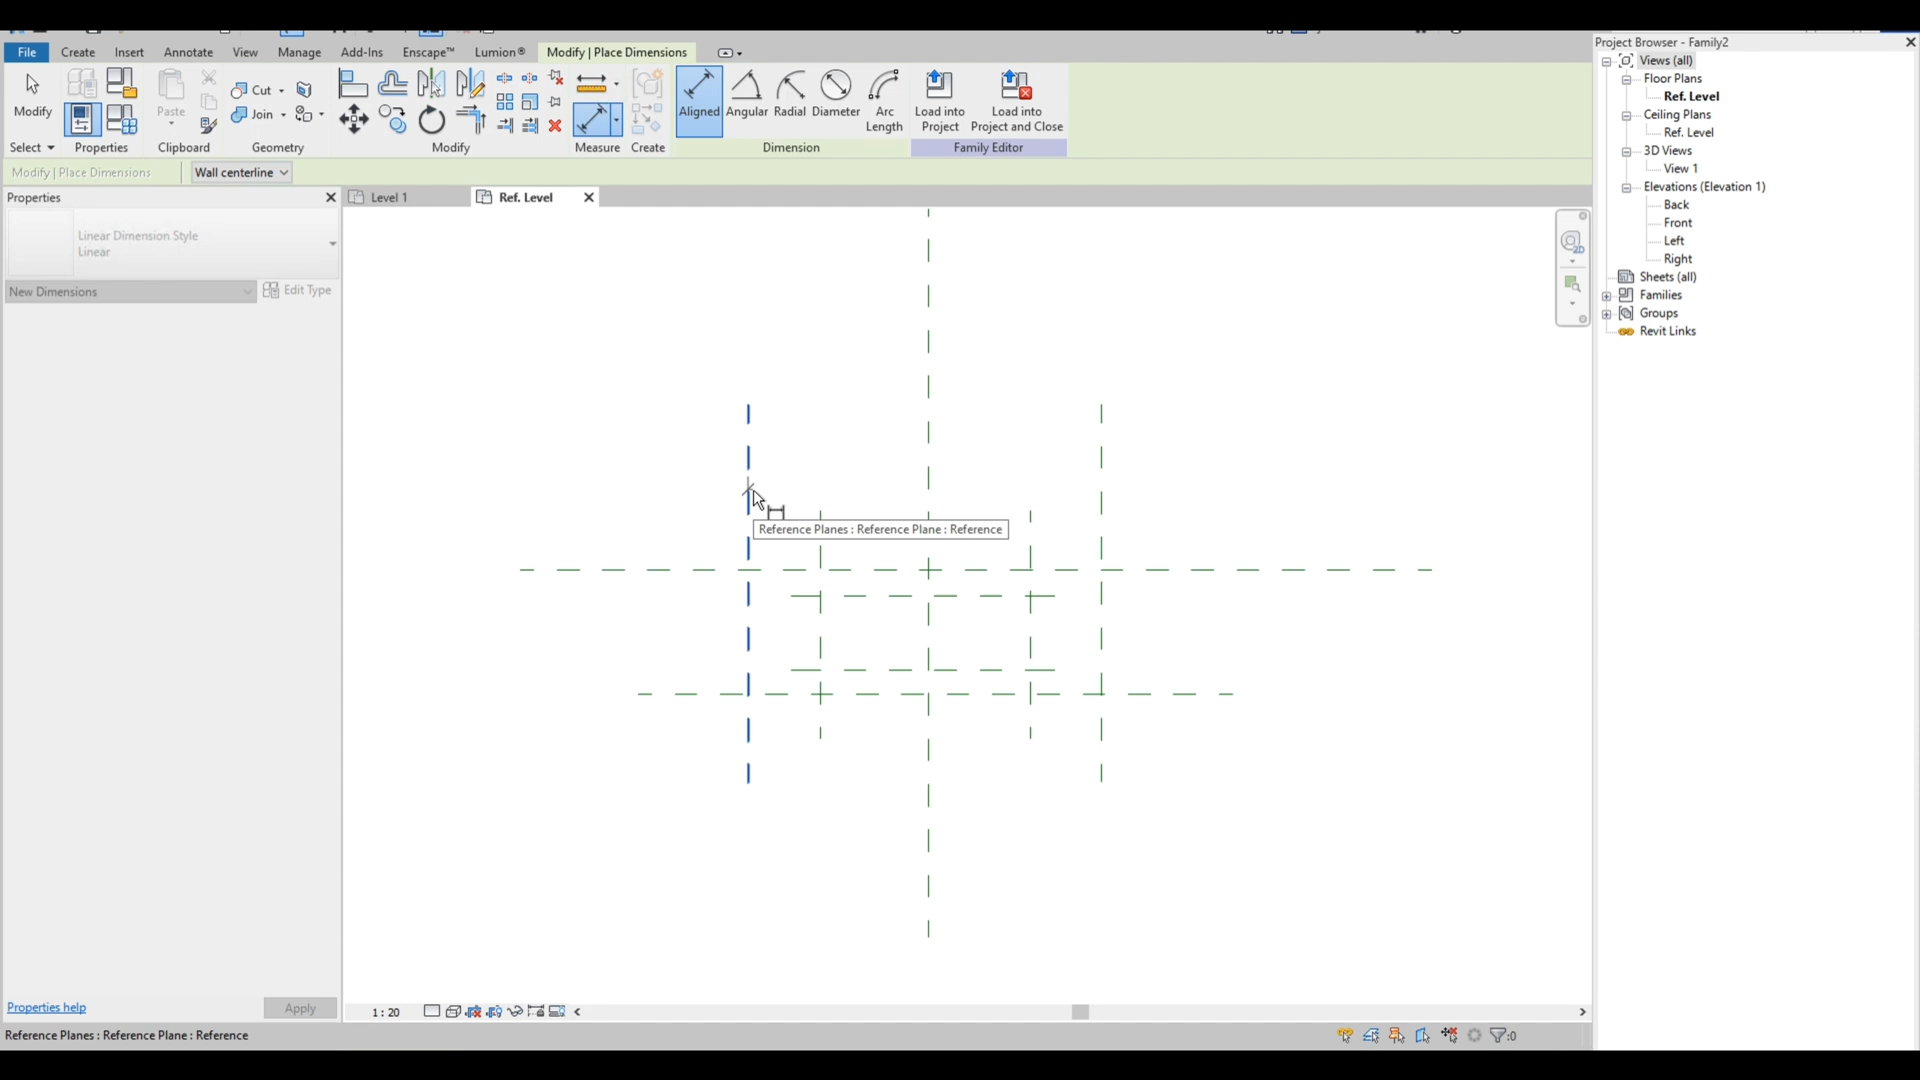 File Create Insert Annotate View Manage Add-Ins Enscape™ Lumion® Modify | Place Dimensions
Modify
Paste
Cut
Join
Aligned Angular Radial Diameter Arc Length
Load into Project
Load into Project and Close
Select Properties Clipboard Geometry Modify Measure Create Dimension Family Editor
Modify | Place Dimensions Wall centerline
Properties
Linear Dimension Style
Linear
New Dimensions Edit Type
Level 1
Ref. Level
2D
Reference Planes : Reference Plane : Reference
Properties help Apply
1 : 20
Reference Planes : Reference Plane : Reference
:0
Project Browser - Family2
Views (all)
Floor Plans
Ref. Level
Ceiling Plans
Ref. Level
3D Views
View 1
Elevations (Elevation 1)
Back
Front
Left
Right
Sheets (all)
Families
Groups
Revit Links